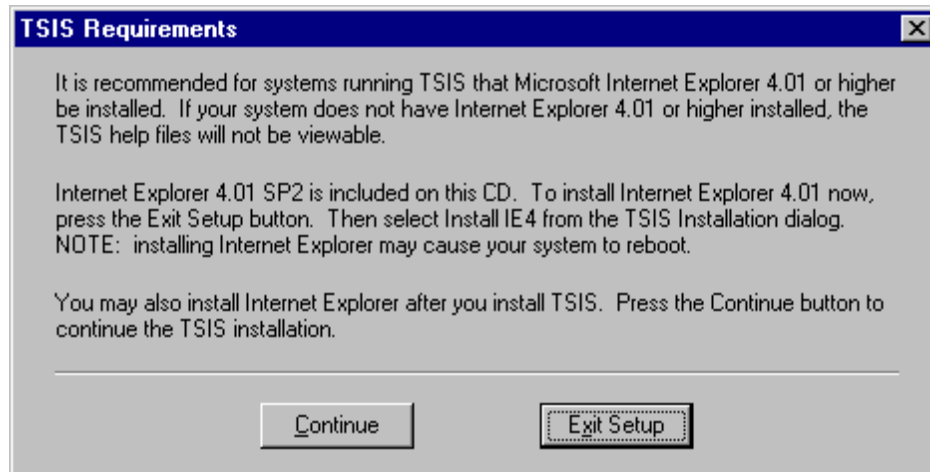 TSIS Requirements
It is recommended for systems running TSIS that Microsoft Internet Explorer 4.01 or higher
be installed.  If your system does not have Internet Explorer 4.01 or higher installed, the
TSIS help files will not be viewable.
Internet Explorer 4.01 SP2 is included on this CD.  To install Internet Explorer 4.01 now,
press the Exit Setup button.  Then select Install IE4 from the TSIS Installation dialog.
NOTE:  installing Internet Explorer may cause your system to reboot.
You may also install Internet Explorer after you install TSIS.  Press the Continue button to
continue the TSIS installation.
Continue
Exit Setup